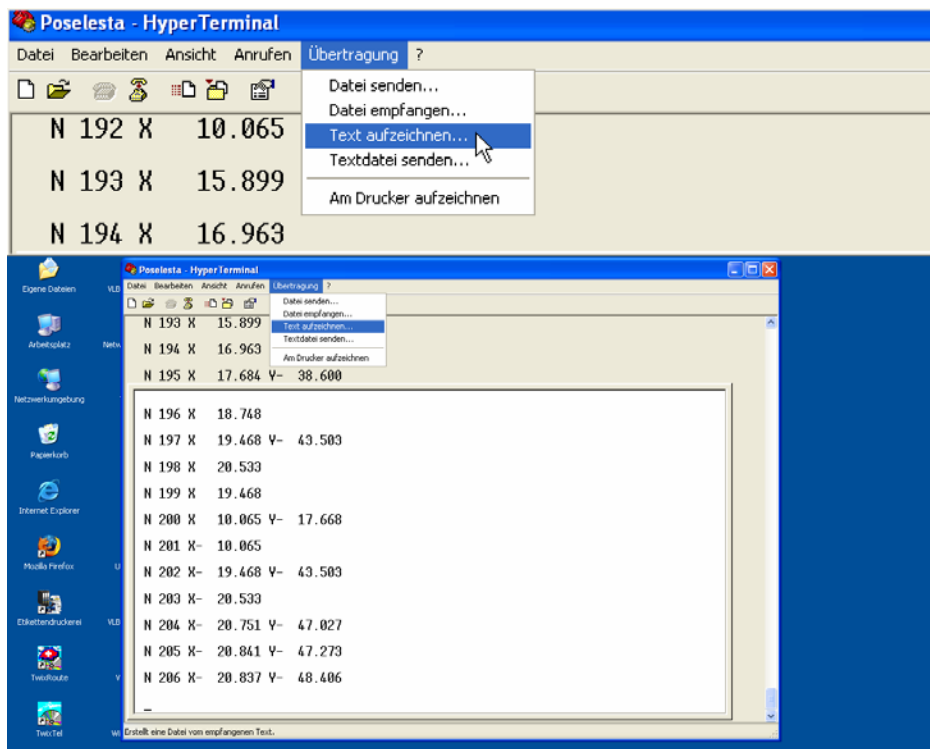 Poselesta - HyperTerminal
Datei Bearbeiten Ansicht Anrufen Übertragung ?
Datei senden...
Datei empfangen...
Text aufzeichnen...
Textdatei senden...
Am Drucker aufzeichnen
N 192 X 10.065
N 193 X 15.899
N 194 X 16.963
Eigene Dateien
VLB
Arbeitsplatz
Netw
Netzwerkumgebung
Papierkorb
Internet Explorer
Mozilla Firefox
U
Etikettendruckerei
VLB
TwixRoute
V
TwixTel
Wi
Poselesta - HyperTerminal
Datei Bearbeiten Ansicht Anrufen Übertragung ?
Datei senden...
Datei empfangen...
Text aufzeichnen...
Textdatei senden...
Am Drucker aufzeichnen
N 193 X 15.899
N 194 X 16.963
N 195 X 17.684 Y- 38.600
N 196 X 18.748
N 197 X 19.468 Y- 43.503
N 198 X 20.533
N 199 X 19.468
N 200 X 10.065 Y- 17.668
N 201 X- 10.065
N 202 X- 19.468 Y- 43.503
N 203 X- 20.533
N 204 X- 20.751 Y- 47.027
N 205 X- 20.841 Y- 47.273
N 206 X- 20.837 Y- 48.406
_
Erstellt eine Datei vom empfangenen Text.